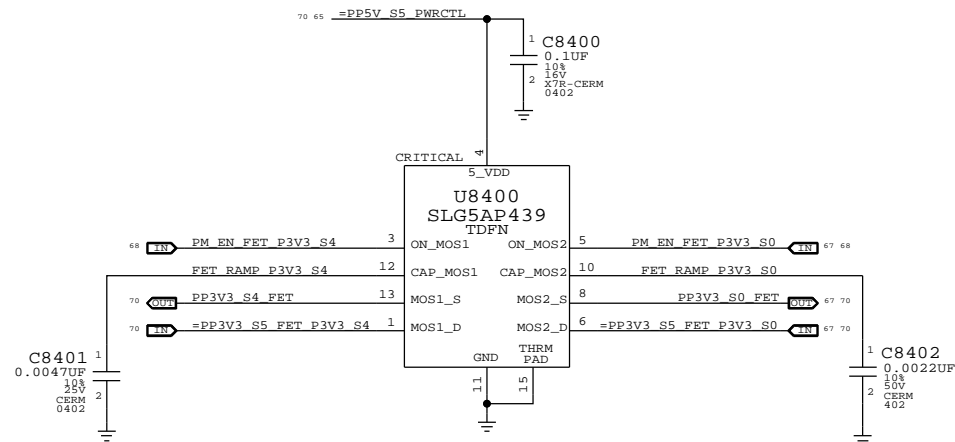 70 65 =PP5V_S5_PWRCTL
1 C8400
0.1UF
10%
16V
2 X7R-CERM
0402
CRITICAL 4
5_VDD
U8400
SLG5AP439
TDFN
68 IN PM_EN_FET_P3V3_S4 3 ON_MOS1 ON_MOS2 5 PM_EN_FET_P3V3_S0 IN 67 68
FET_RAMP_P3V3_S4 12 CAP_MOS1 CAP_MOS2 10 FET_RAMP_P3V3_S0
70 OUT PP3V3_S4_FET 13 MOS1_S MOS2_S 8 PP3V3_S0_FET OUT 67 70
70 IN =PP3V3_S5_FET_P3V3_S4 1 MOS1_D MOS2_D 6 =PP3V3_S5_FET_P3V3_S0 IN 67 70
GND THRM
PAD
11 15
C8401 1
0.0047UF
10%
25V 2
CERM
0402
1 C8402
0.0022UF
10%
2 50V
CERM
402